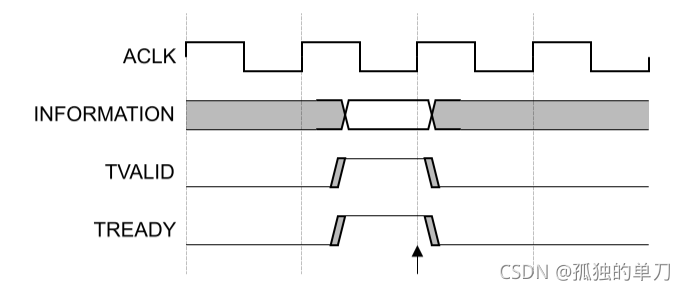 ACLK
INFORMATION
TVALID
TREADY
CSDN @孤独的单刀